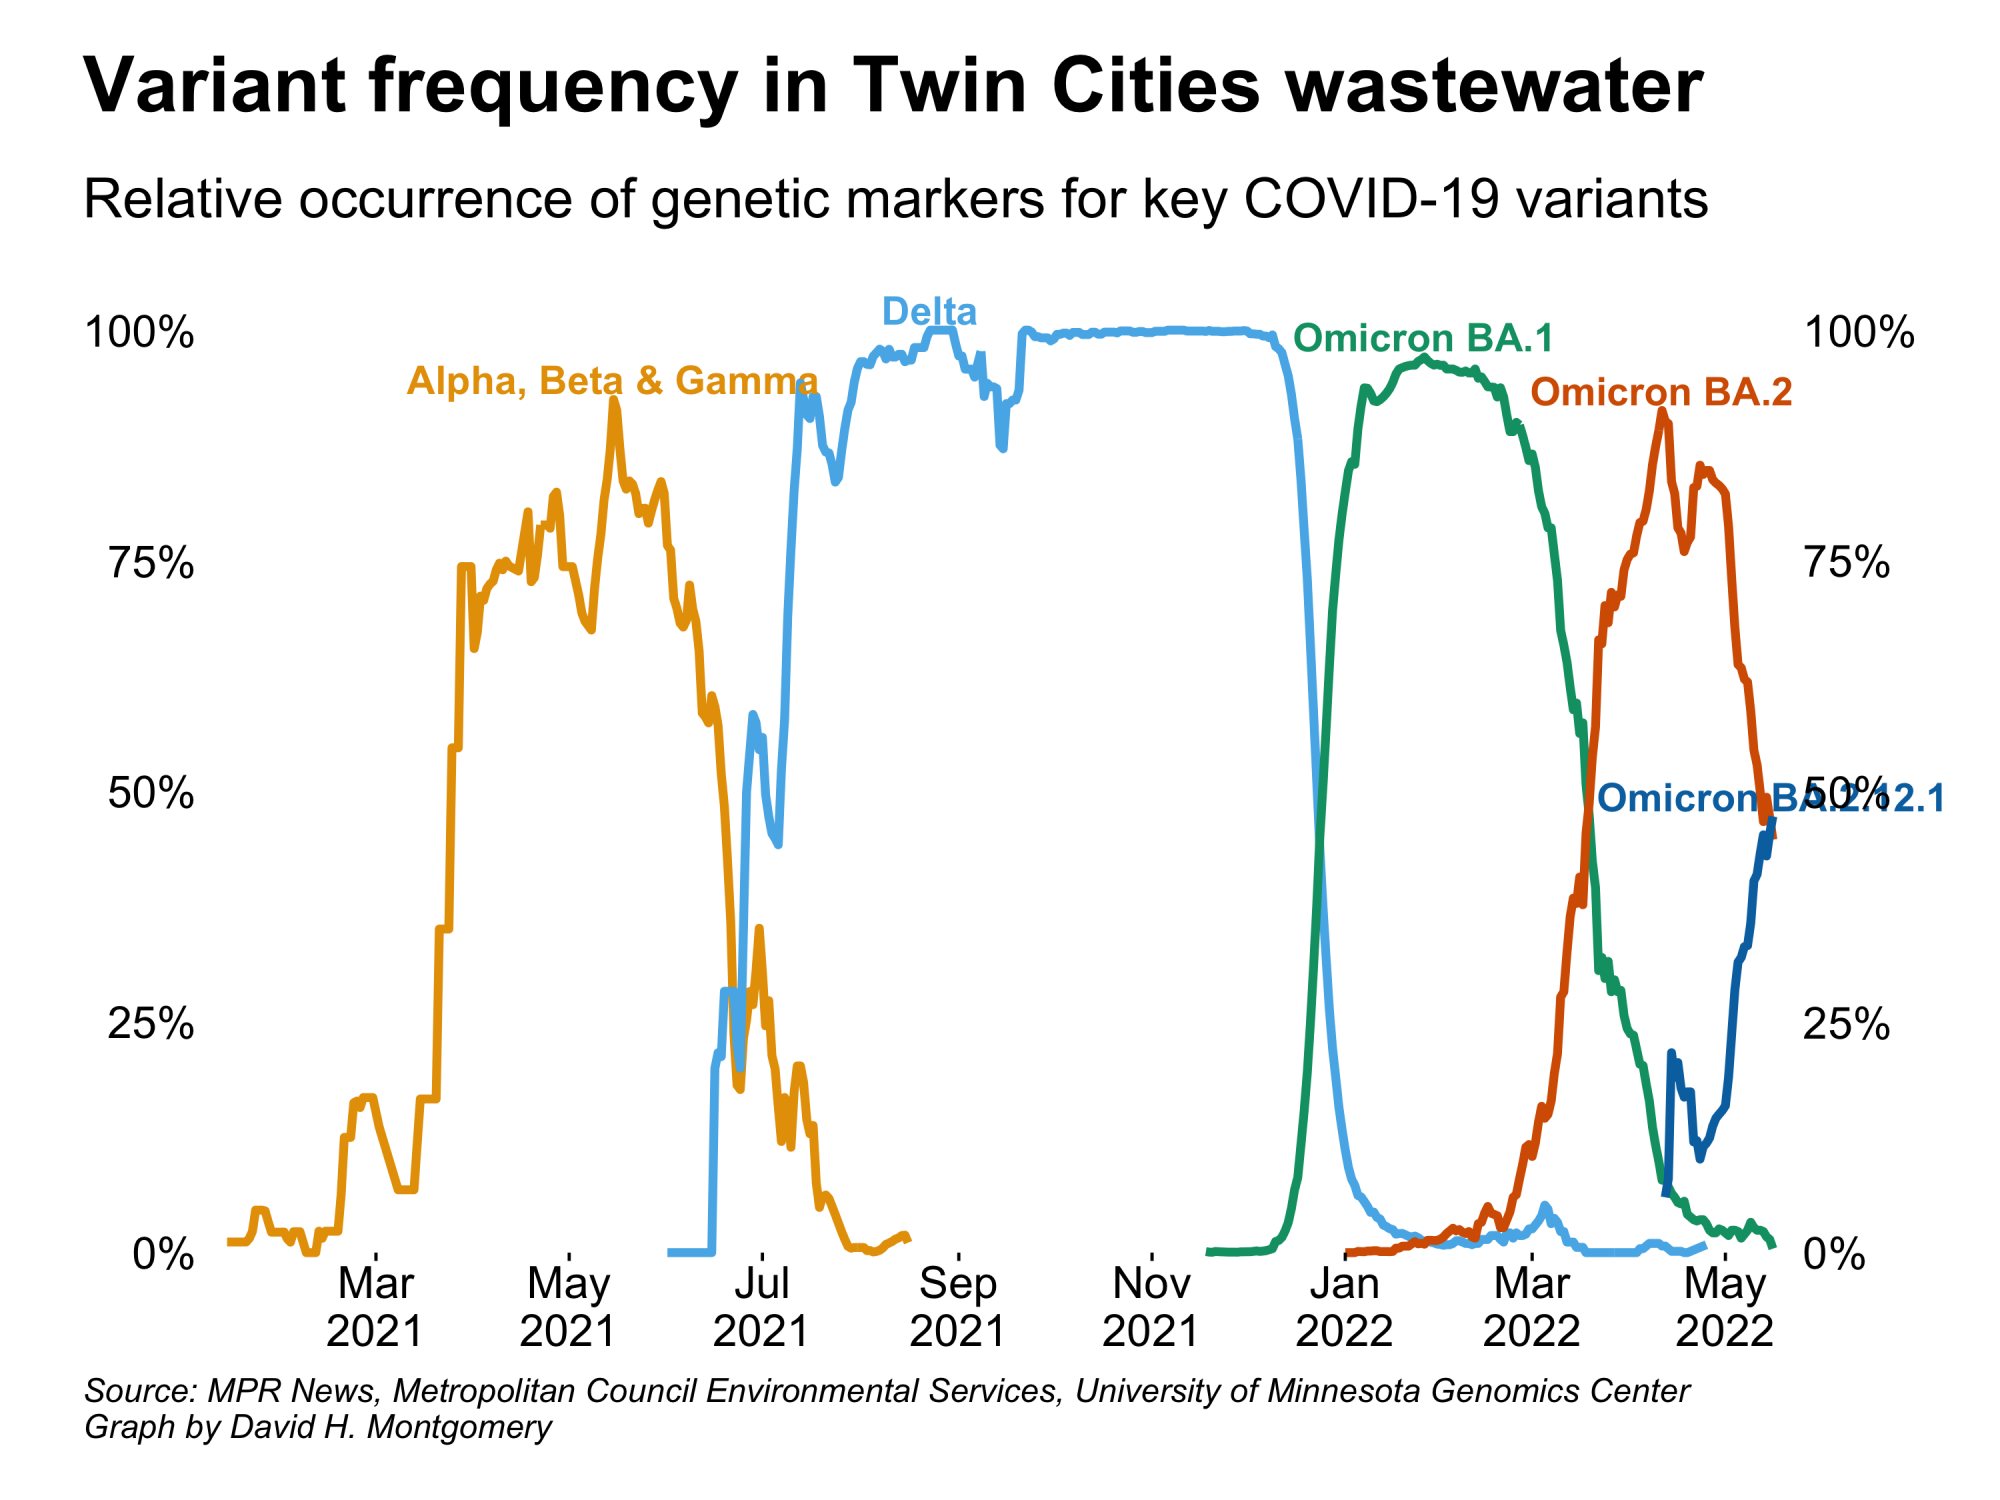 Variant frequency in Twin Cities wastewater
Relative occurrence of genetic markers for key COVID-19 variants
Delta
100%
Omicron BA.1
100%
Alpha, Beta & Gamma
Omicron BA.2
75%
75%
50%
Omicron BA.2.12.1
50%
25%
25%
0%
0%
Mar
2021
May
2021
Jul
2021
Sep
2021
Nov
2021
Jan
2022
Mar
2022
May
2022
Source: MPR News, Metropolitan Council Environmental Services, University of Minnesota Genomics Center
Graph by David H. Montgomery